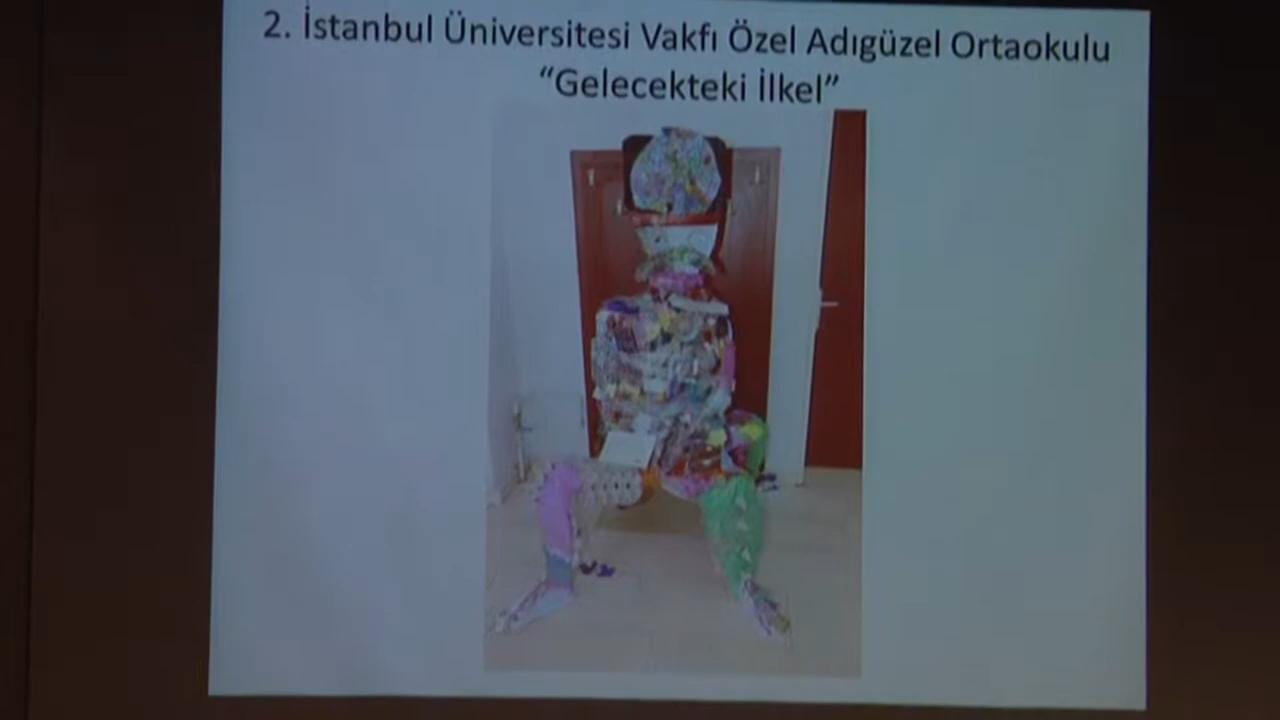 2. İstanbul Üniversitesi Vakfı Özel Adıgüzel Ortaokulu
“Gelecekteki İlkel”